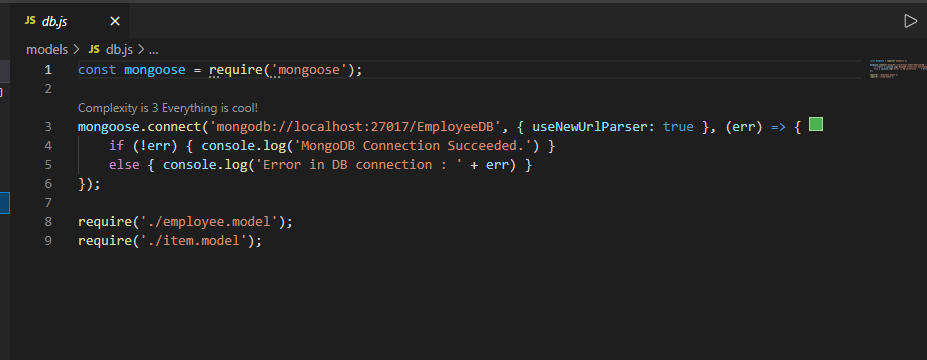 JS db.js ×
models > JS db.js > ...
1 const mongoose = require('mongoose');
2
Complexity is 3 Everything is cool!
3 mongoose.connect('mongodb://localhost:27017/EmployeeDB', { useNewUrlParser: true }, (err) => {
4 if (!err) { console.log('MongoDB Connection Succeeded.') }
5 else { console.log('Error in DB connection : ' + err) }
6 });
7
8 require('./employee.model');
9 require('./item.model');